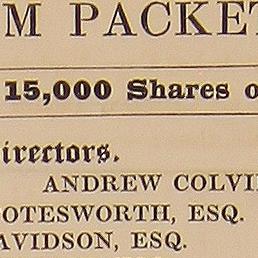 M PACKET
15,000 Shares o
irectors.
ANDREW COLVI
OTESWORTH, ESQ.
AVIDSON, ESQ.